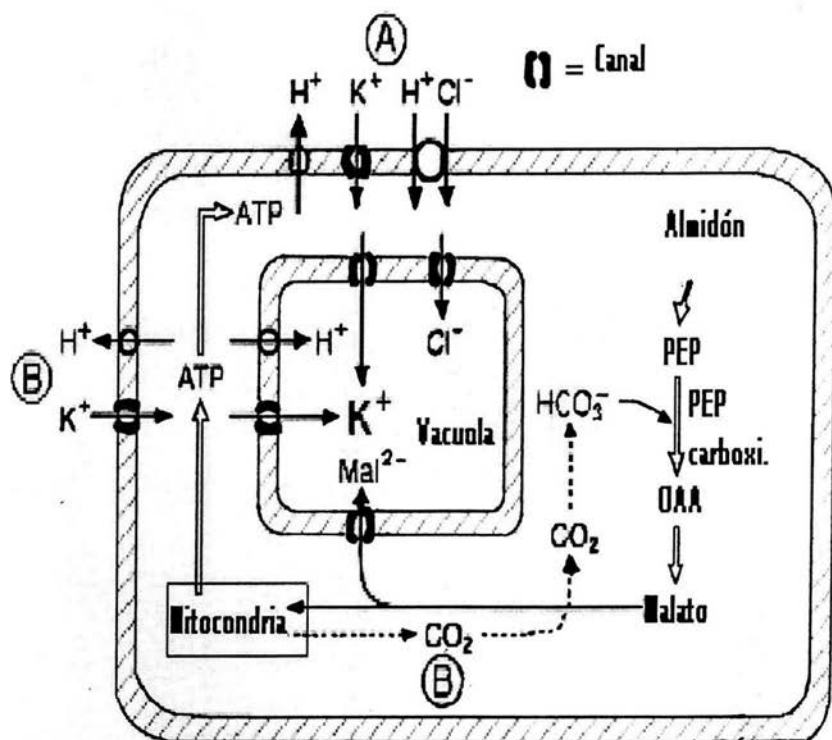 A
= Canal
H⁺ K⁺ H⁺ Cl⁻
ATP
Almidón
H⁺
H⁺
Cl⁻
PEP
B
ATP
K⁺
K⁺
Vacuola
HCO₃⁻
PEP
carboxi.
Mal²⁻
OAA
CO₂
Mitocondria
CO₂
Malato
B